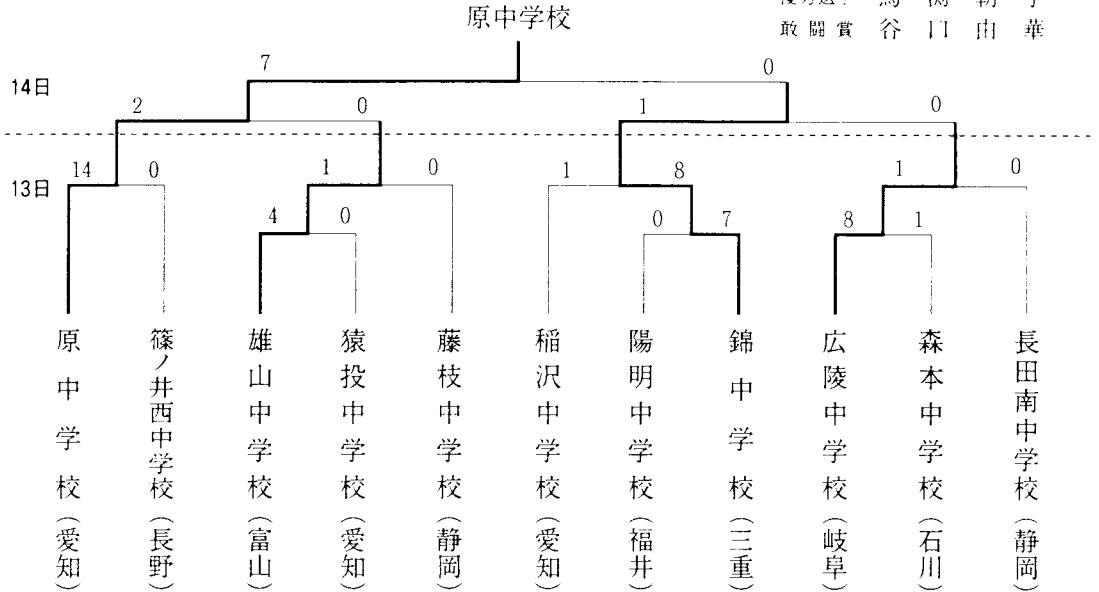 原中学校
敢闘賞 谷口由華
7 0
14日
2 0 1 0
14 0 1 0 1 8 1 0
13日
4 0 0 7 8 1
原中学校(愛知)
篠ノ井西中学校(長野)
雄山中学校(富山)
猿投中学校(愛知)
藤枝中学校(静岡)
稲沢中学校(愛知)
陽明中学校(福井)
錦中学校(三重)
広陵中学校(岐阜)
森本中学校(石川)
長田南中学校(静岡)